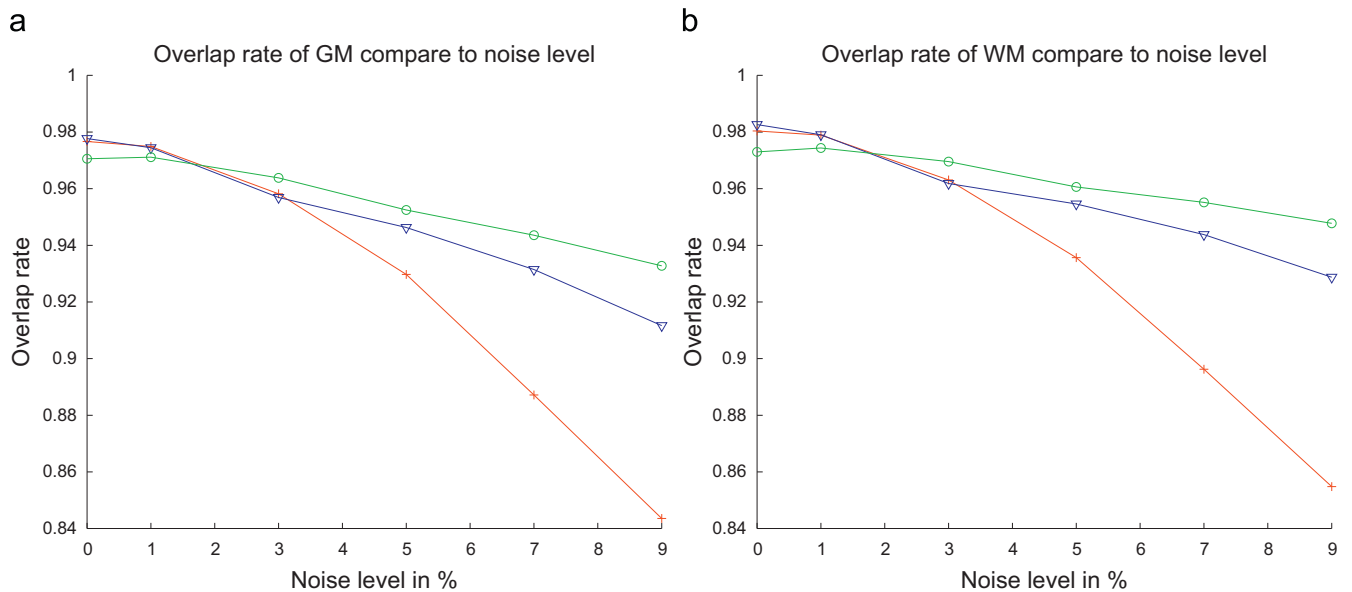 a
Overlap rate of GM compare to noise level
1
0.98
0.96
0.94
0.92
0.9
0.88
0.86
0.84
Overlap rate
0 1 2 3 4 5 6 7 8 9
Noise level in %
b
Overlap rate of WM compare to noise level
1
0.98
0.96
0.94
0.92
0.9
0.88
0.86
0.84
Overlap rate
0 1 2 3 4 5 6 7 8 9
Noise level in %